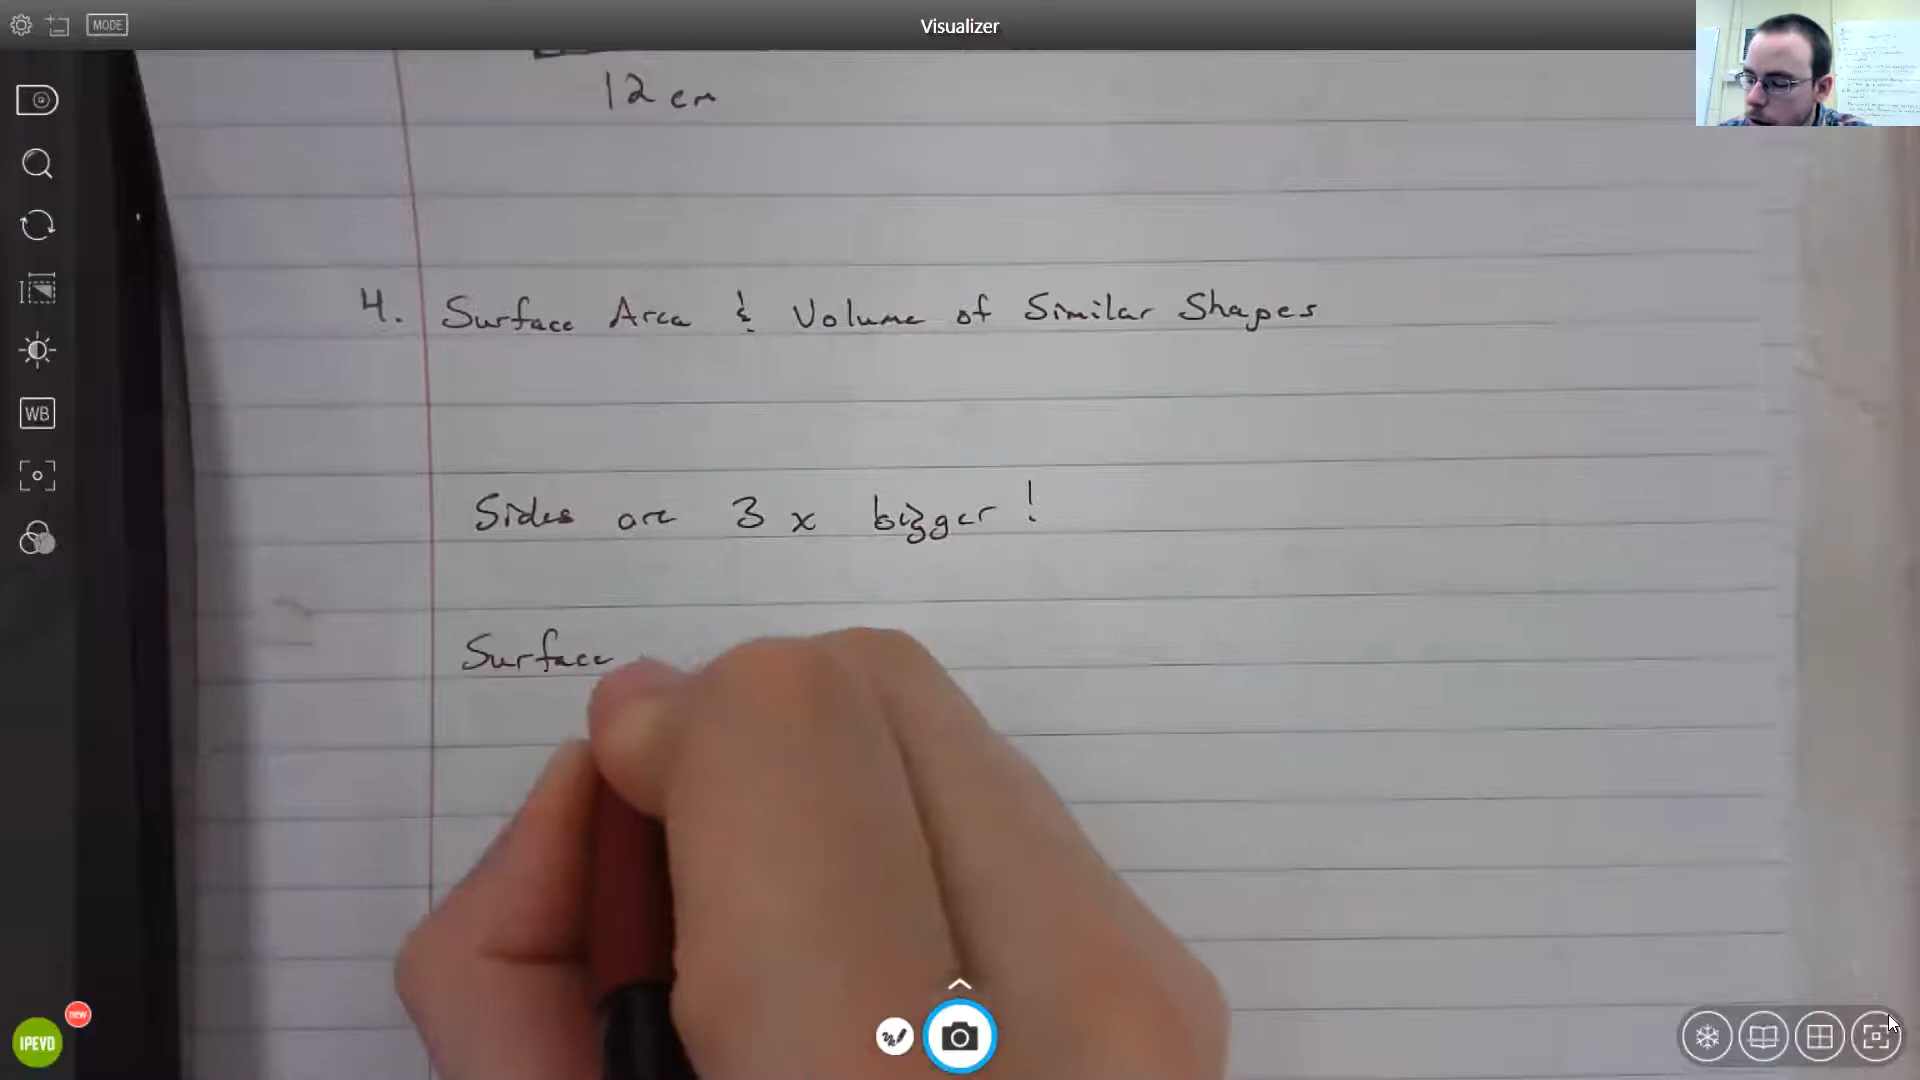 MODE
Visualizer
12 cm
4. Surface Area & Volume of Similar Shapes
WB
Sides are 3 x bigger !
Surface
new
IPEVO